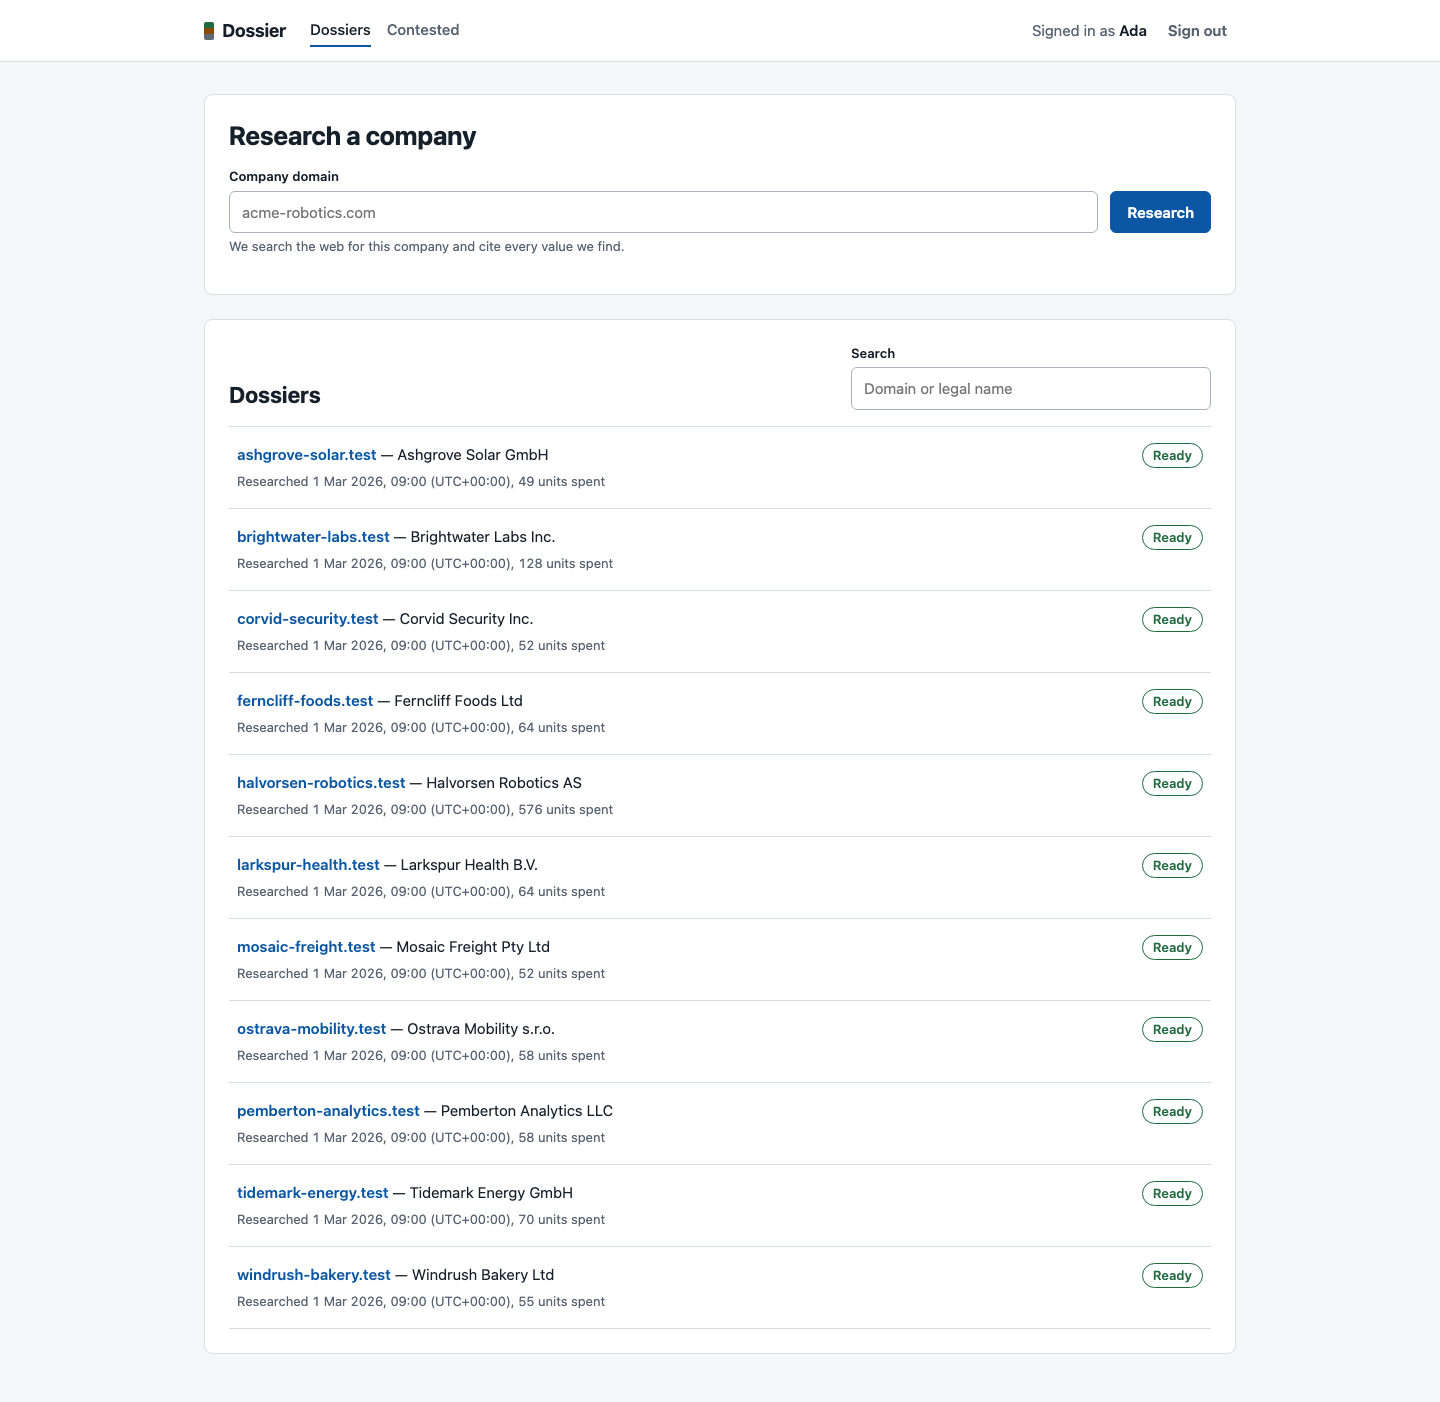 Dossier Dossiers Contested Signed in as Ada Sign out
Research a company
Company domain
acme-robotics.com Research
We search the web for this company and cite every value we find.
Search
Domain or legal name
Dossiers
ashgrove-solar.test — Ashgrove Solar GmbH Ready
Researched 1 Mar 2026, 09:00 (UTC+00:00), 49 units spent
brightwater-labs.test — Brightwater Labs Inc. Ready
Researched 1 Mar 2026, 09:00 (UTC+00:00), 128 units spent
corvid-security.test — Corvid Security Inc. Ready
Researched 1 Mar 2026, 09:00 (UTC+00:00), 52 units spent
ferncliff-foods.test — Ferncliff Foods Ltd Ready
Researched 1 Mar 2026, 09:00 (UTC+00:00), 64 units spent
halvorsen-robotics.test — Halvorsen Robotics AS Ready
Researched 1 Mar 2026, 09:00 (UTC+00:00), 576 units spent
larkspur-health.test — Larkspur Health B.V. Ready
Researched 1 Mar 2026, 09:00 (UTC+00:00), 64 units spent
mosaic-freight.test — Mosaic Freight Pty Ltd Ready
Researched 1 Mar 2026, 09:00 (UTC+00:00), 52 units spent
ostrava-mobility.test — Ostrava Mobility s.r.o. Ready
Researched 1 Mar 2026, 09:00 (UTC+00:00), 58 units spent
pemberton-analytics.test — Pemberton Analytics LLC Ready
Researched 1 Mar 2026, 09:00 (UTC+00:00), 58 units spent
tidemark-energy.test — Tidemark Energy GmbH Ready
Researched 1 Mar 2026, 09:00 (UTC+00:00), 70 units spent
windrush-bakery.test — Windrush Bakery Ltd Ready
Researched 1 Mar 2026, 09:00 (UTC+00:00), 55 units spent